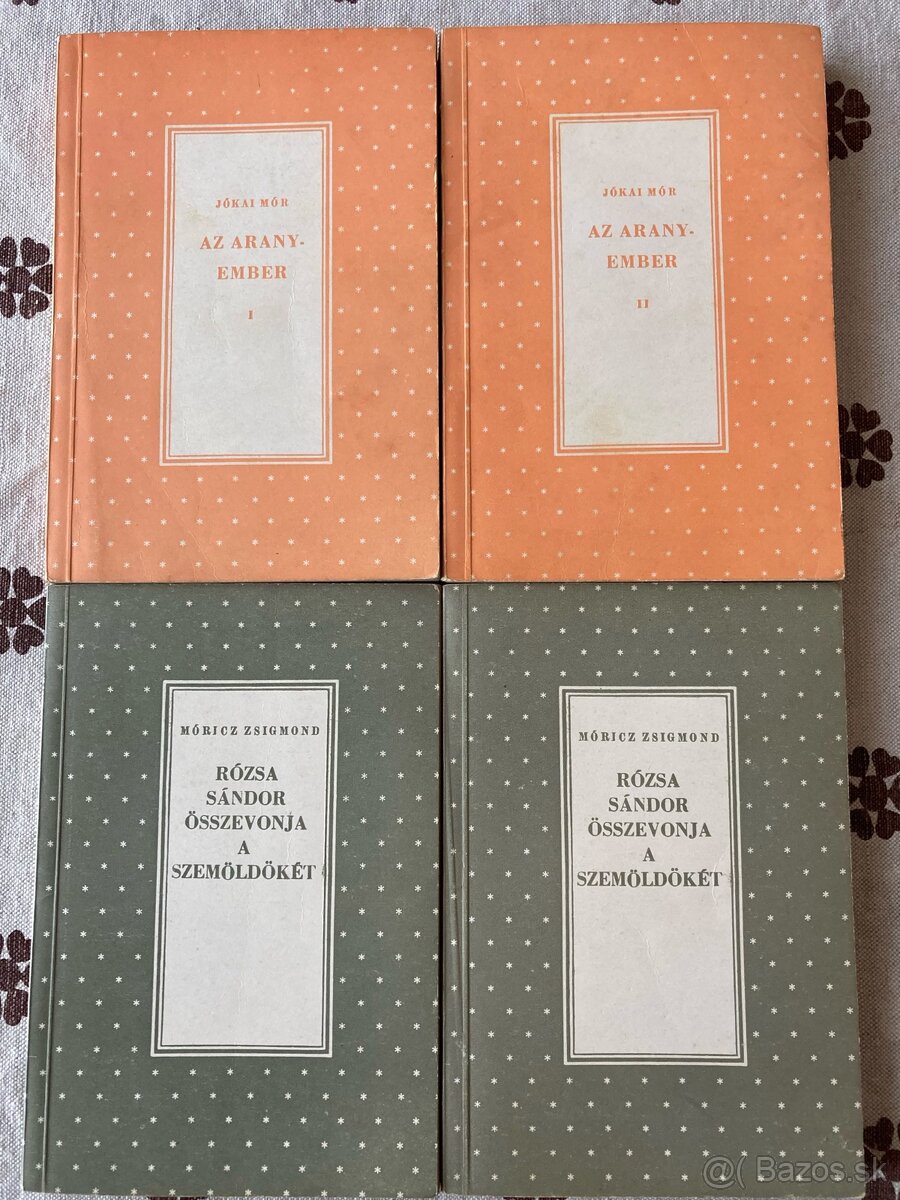 JÓKAI MÓR
AZ ARANY-
EMBER
I
JÓKAI MÓR
AZ ARANY-
EMBER
II
MÓRICZ ZSIGMOND
RÓZSA
SÁNDOR
ÖSSZEVONJA
A
SZEMÖLDÖKÉT
MÓRICZ ZSIGMOND
RÓZSA
SÁNDOR
ÖSSZEVONJA
A
SZEMÖLDÖKÉT
@( Bazos.sk